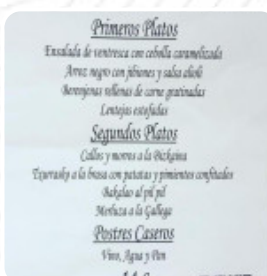 Primeros Platos
Ensalada de ventresca con cebolla caramelizada
Arroz negro con jibiones y salsa alioli
Berenjenas rellenas de carne gratinadas
Lentejas estofadas
Segundos Platos
Callos y morros a la Bizkaina
Txurrasko a la brasa con patatas y pimientos confitados
Bakalao al pil pil
Merluza a la Gallega
Postres Caseros
Vino, Agua y Pan